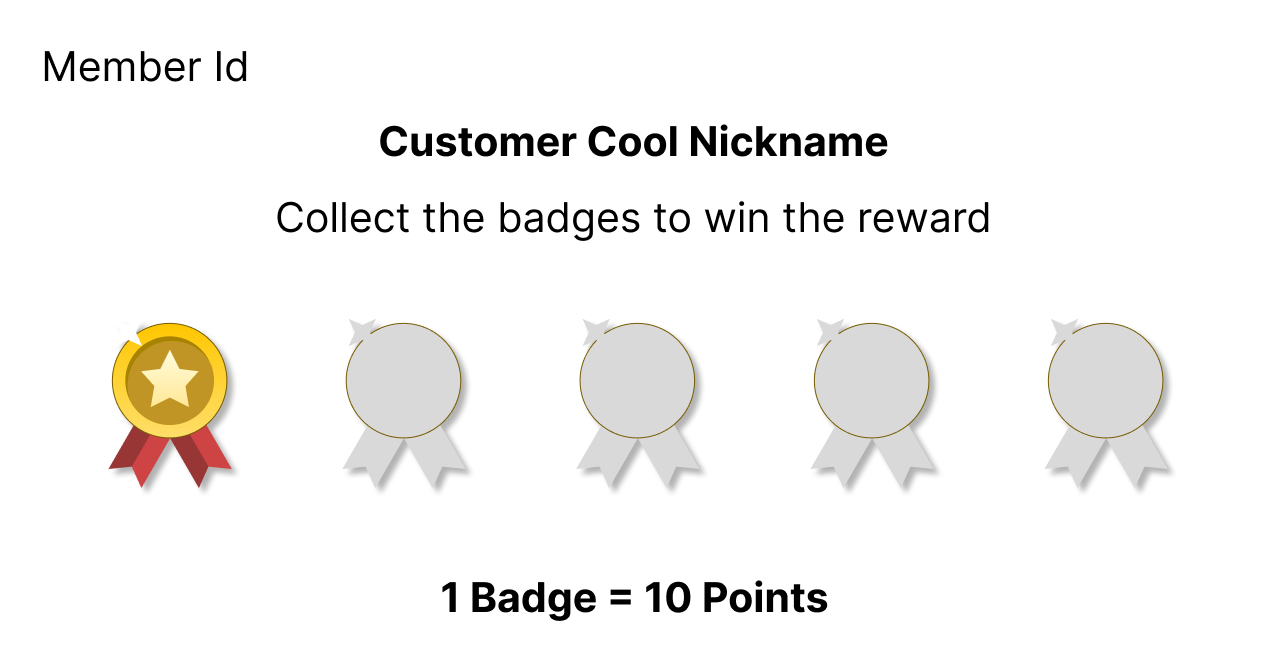 Member Id
Customer Cool Nickname
Collect the badges to win the reward
1 Badge = 10 Points